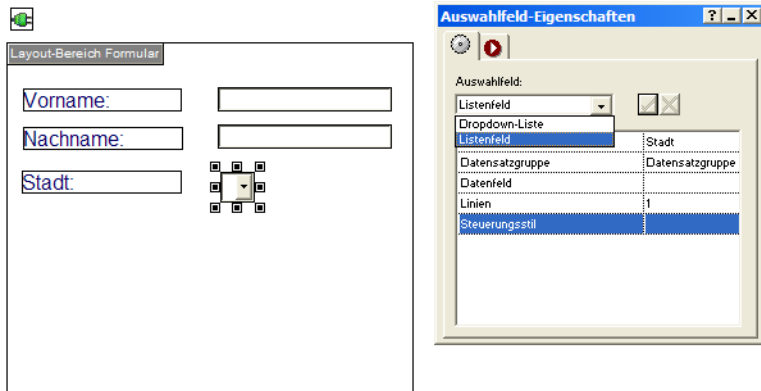 Layout-Bereich Formular
Vorname:
Nachname:
Stadt:
Auswahlfeld-Eigenschaften
Auswahlfeld:
Listenfeld
Dropdown-Liste
Listenfeld
Stadt
Datensatzgruppe Datensatzgruppe
Datenfeld
Linien 1
Steuerungsstil